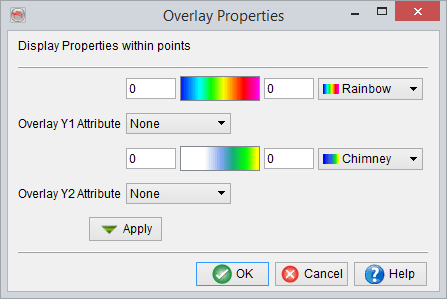 Overlay Properties
Display Properties within points
0 0 Rainbow
Overlay Y1 Attribute None
0 0 Chimney
Overlay Y2 Attribute None
Apply
OK Cancel ? Help